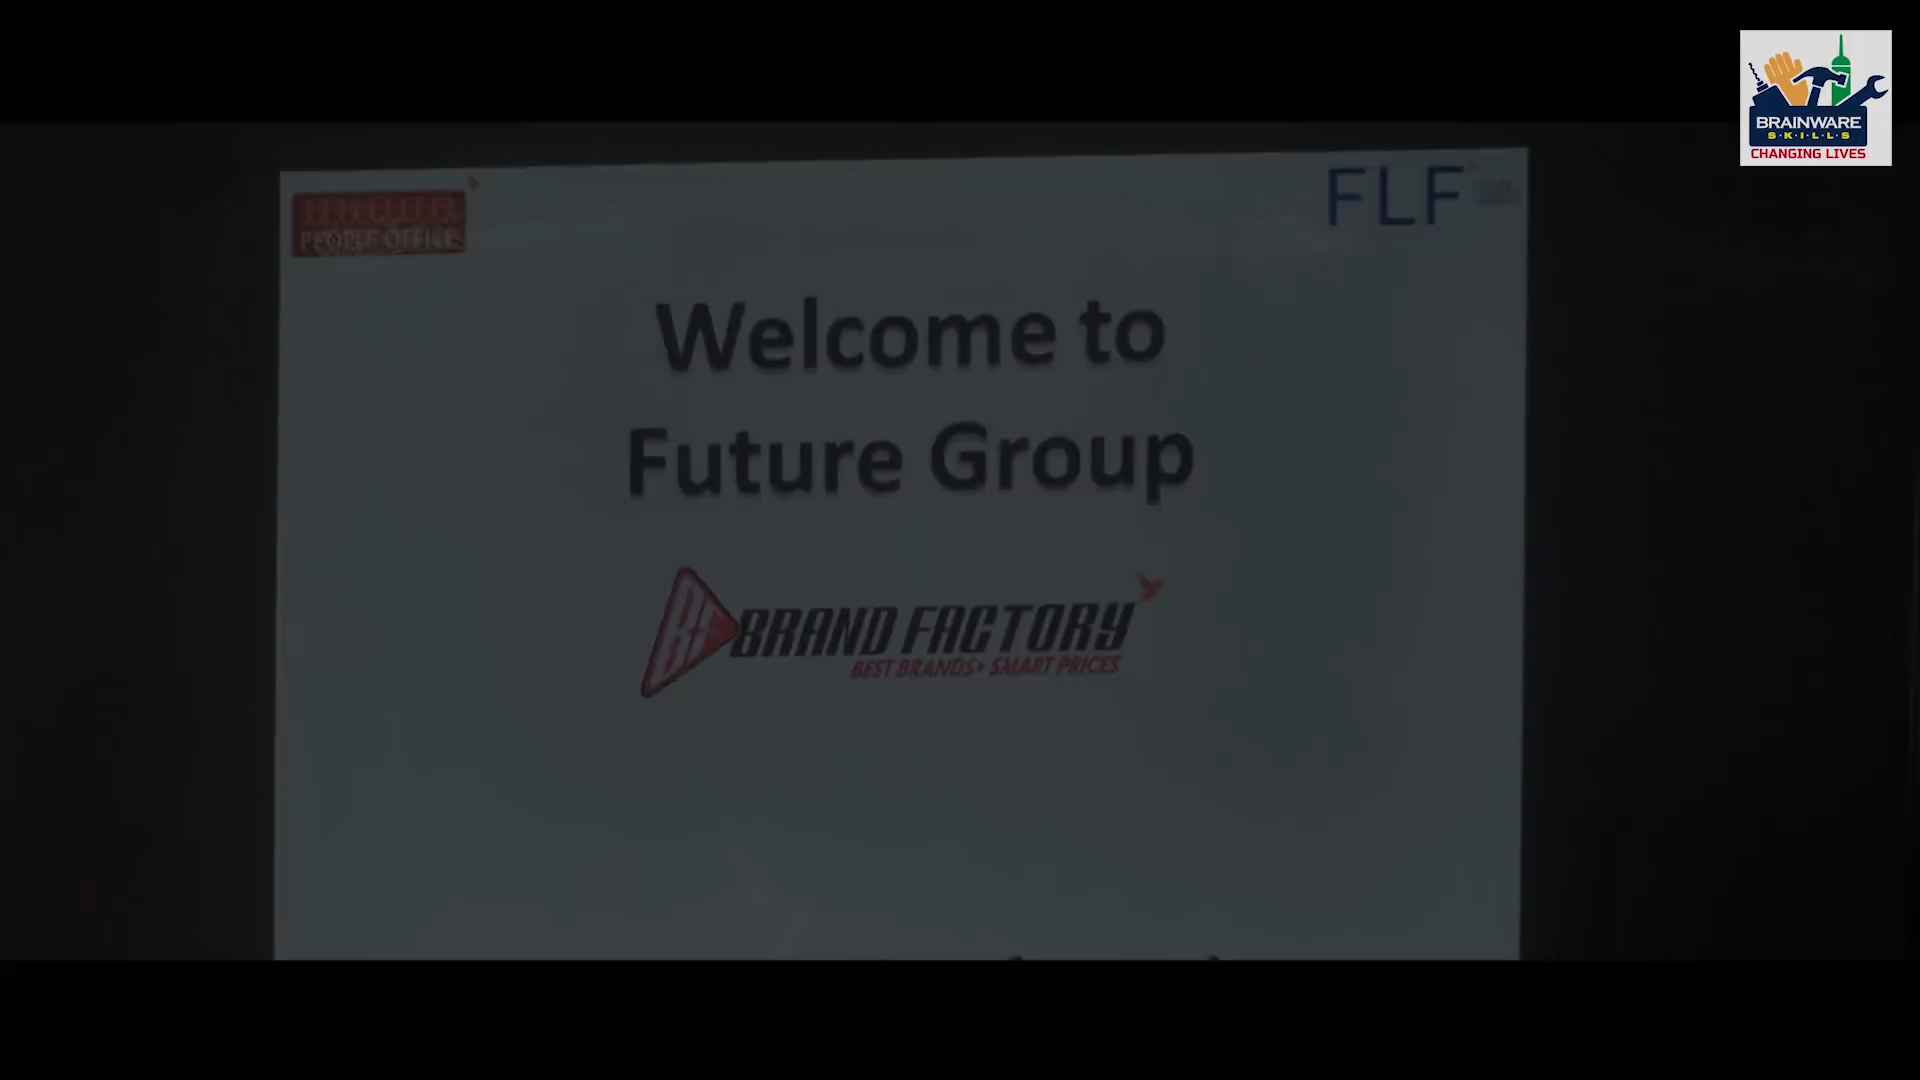 BRAINWARE
S·K·I·L·L·S
CHANGING LIVES
PEOPLE OFFICE
FLF
Welcome to
Future Group
BRAND FACTORY
BEST BRANDS+ SMART PRICES